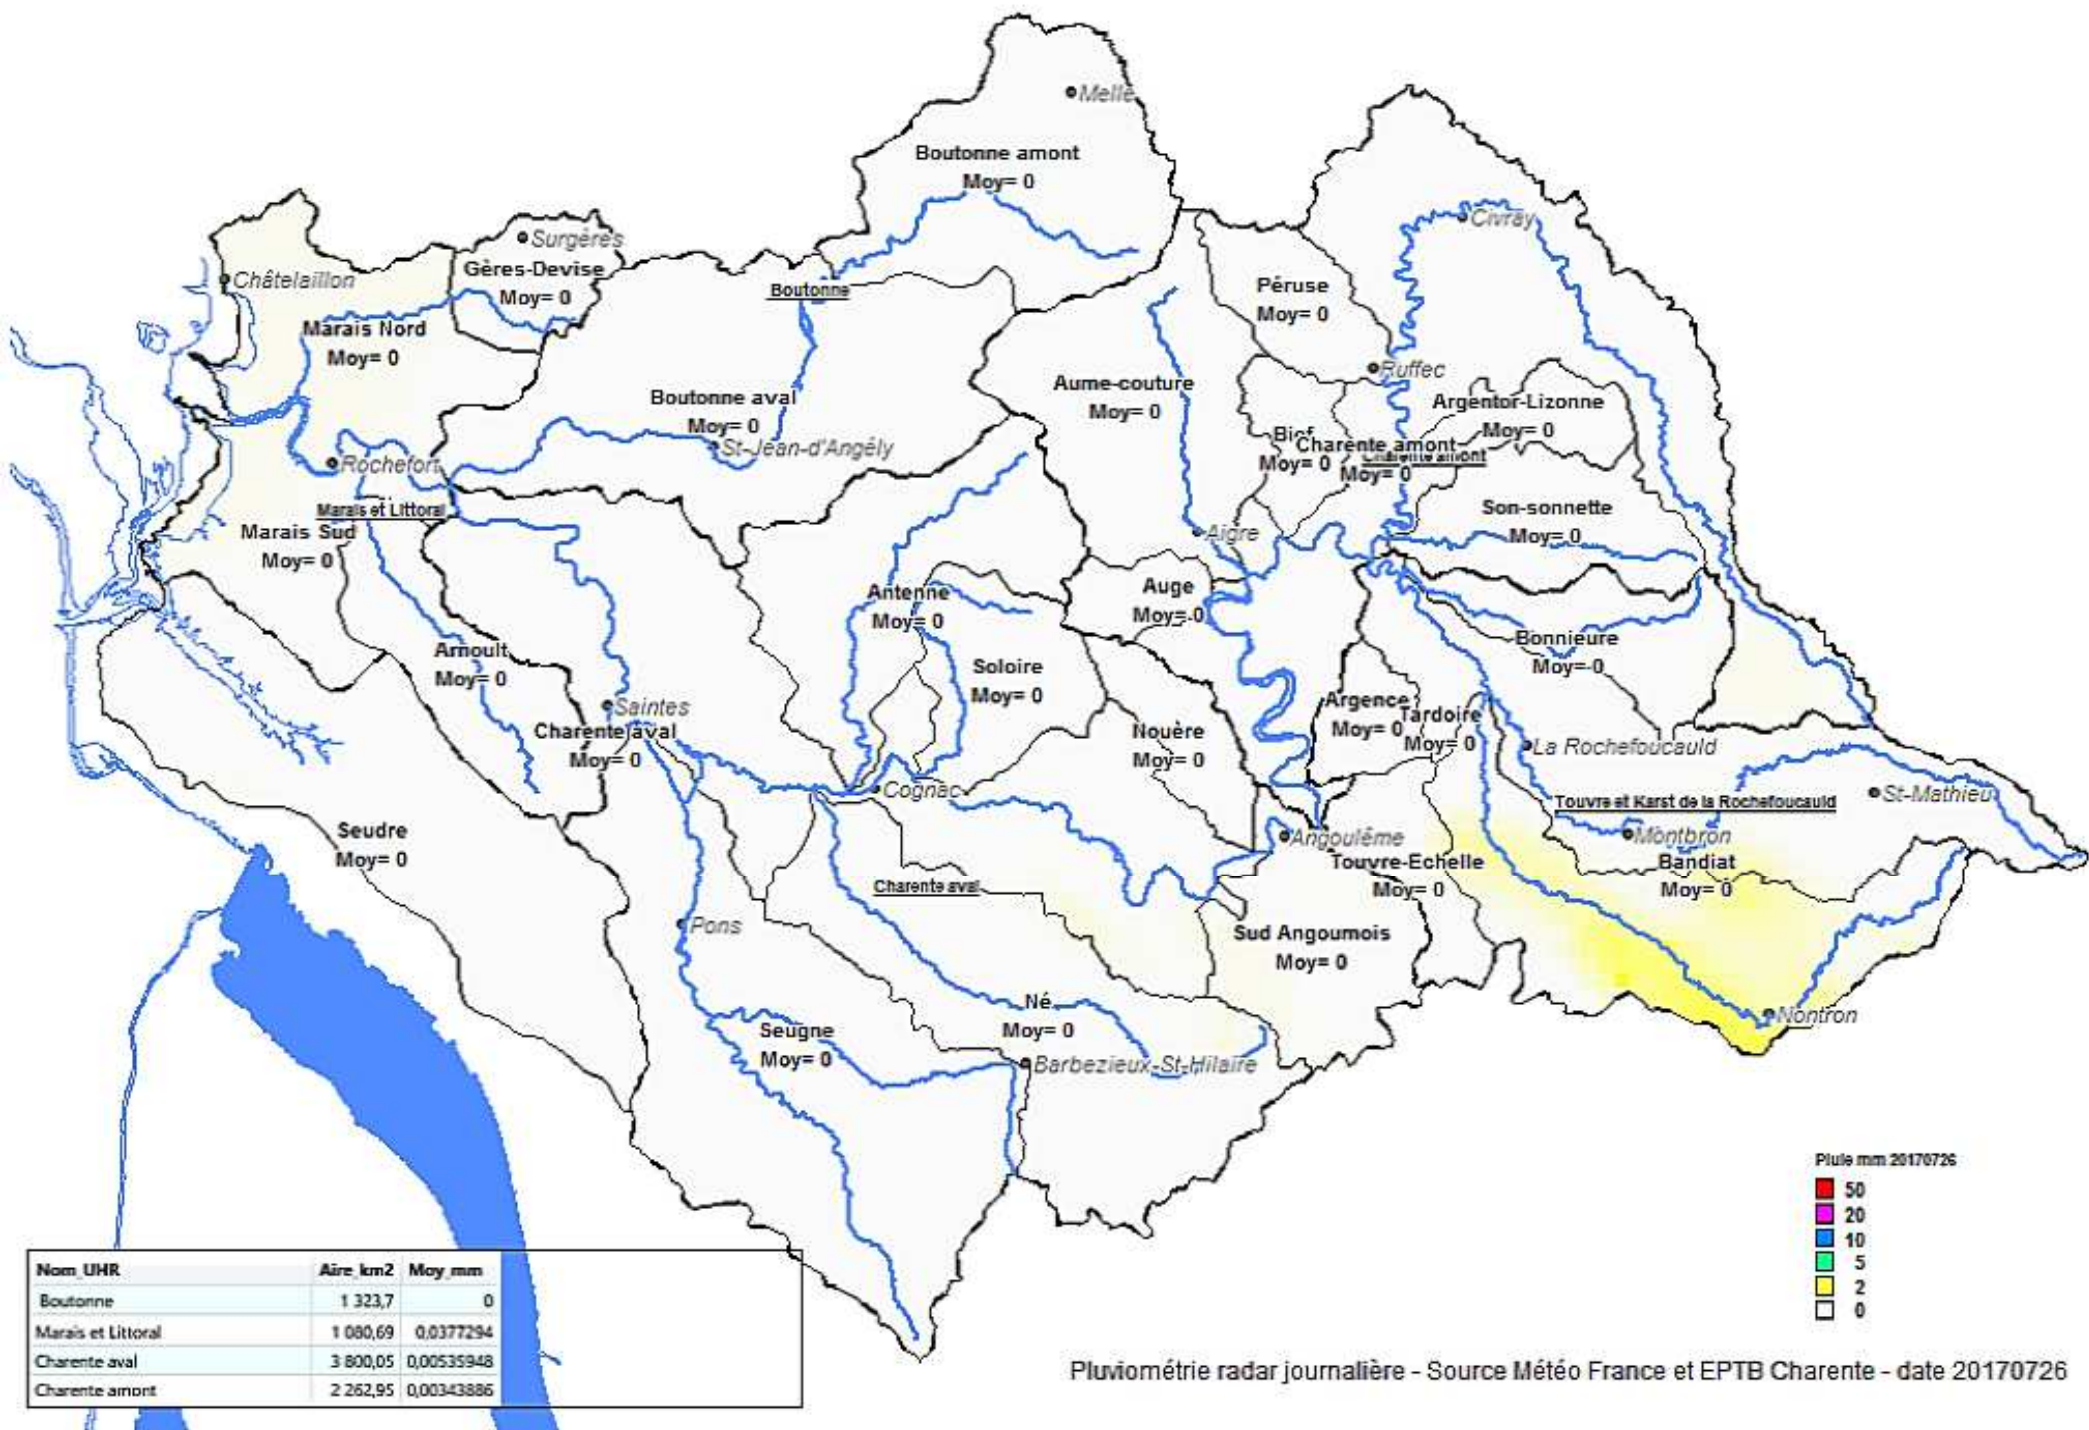 Melle
Boutonne amont
Moy= 0
Civray
Surgères
Gères-Devise
Moy= 0
Châtelaillon
Boutonne
Péruse
Moy= 0
Marais Nord
Moy= 0
Ruffec
Aume-couture
Moy= 0
Boutonne aval
Moy= 0
St-Jean-d'Angély
Argentor-Lizonne
Moy= 0
Bief
Moy= 0
Charente amont
Charente amont
Moy= 0
Rochefort
Marais et Littoral
Son-sonnette
Moy= 0
Marais Sud
Moy= 0
Aigre
Antenne
Moy= 0
Auge
Moy= 0
Bonnieure
Moy= 0
Arnoult
Moy= 0
Soloire
Moy= 0
Saintes
Charente aval
Moy= 0
Nouère
Moy= 0
Argence
Moy= 0
Tardoire
Moy= 0
La Rochefoucauld
Cognac
St-Mathieu
Touvre et Karst de la Rochefoucauld
Seudre
Moy= 0
Angoulême
Montbron
Touvre-Echelle
Moy= 0
Bandiat
Moy= 0
Charente aval
Pons
Sud Angoumois
Moy= 0
Né
Moy= 0
Nontron
Seugne
Moy= 0
Barbezieux-St-Hilaire
Pluie mm 20170726
50
20
10
5
2
0
Nom_UHR Aire_km2 Moy_mm
Boutonne 1 323,7 0
Marais et Littoral 1 080,69 0,0377294
Charente aval 3 800,05 0,00535948
Charente amont 2 262,95 0,00343886
Pluviométrie radar journalière - Source Météo France et EPTB Charente - date 20170726